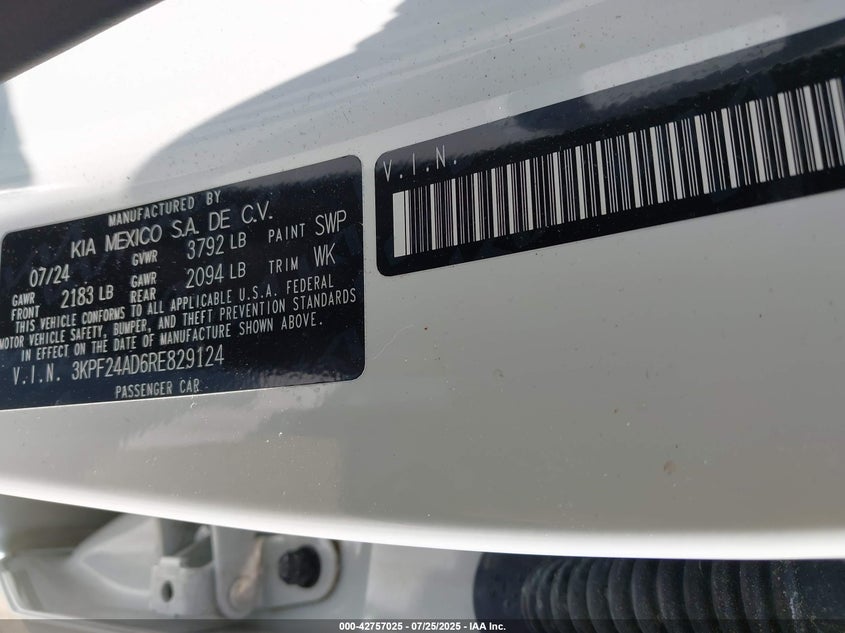 MANUFACTURED BY
KIA MEXICO S.A. DE C.V.
07/24 GVWR 3792 LB PAINT SWP
GAWR FRONT 2183 LB GAWR REAR 2094 LB TRIM WK
THIS VEHICLE CONFORMS TO ALL APPLICABLE U.S.A. FEDERAL
MOTOR VEHICLE SAFETY, BUMPER, AND THEFT PREVENTION STANDARDS
IN EFFECT ON THE DATE OF MANUFACTURE SHOWN ABOVE.
V.I.N. 3KPF24AD6RE829124
PASSENGER CAR
V.I.N.
000-42757025 - 07/25/2025 - IAA Inc.